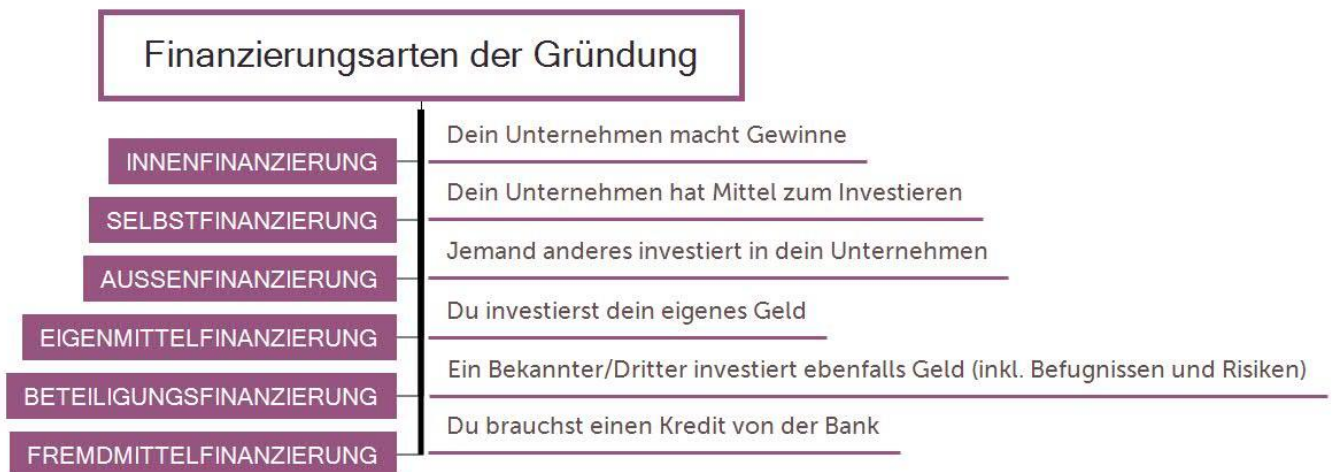 Finanzierungsarten der Gründung
INNENFINANZIERUNG
Dein Unternehmen macht Gewinne
SELBSTFINANZIERUNG
Dein Unternehmen hat Mittel zum Investieren
AUSSENFINANZIERUNG
Jemand anderes investiert in dein Unternehmen
EIGENMITTELFINANZIERUNG
Du investierst dein eigenes Geld
BETEILIGUNGSFINANZIERUNG
Ein Bekannter/Dritter investiert ebenfalls Geld (inkl. Befugnissen und Risiken)
FREMDMITTELFINANZIERUNG
Du brauchst einen Kredit von der Bank